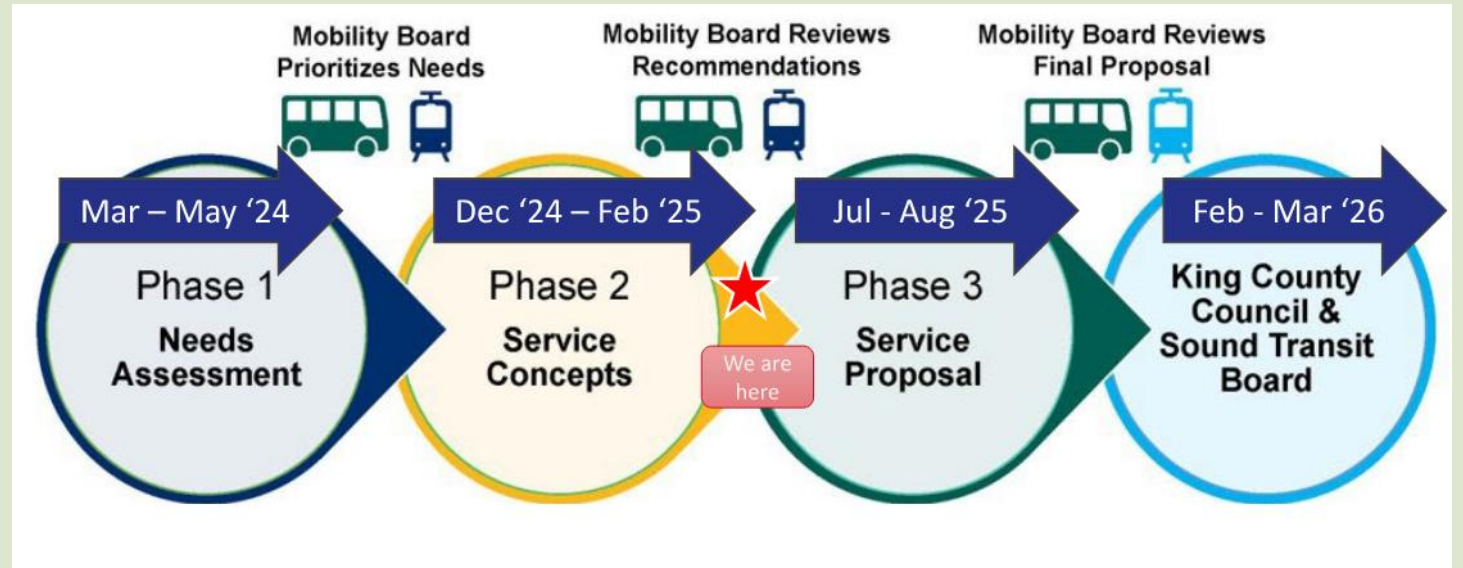 Mobility Board
Prioritizes Needs
Mobility Board Reviews
Recommendations
Mobility Board Reviews
Final Proposal
Mar – May ‘24
Dec ‘24 – Feb ‘25
Jul - Aug ‘25
Feb - Mar ‘26
Phase 1
Needs
Assessment
Phase 2
Service
Concepts
We are
here
Phase 3
Service
Proposal
King County
Council &
Sound Transit
Board